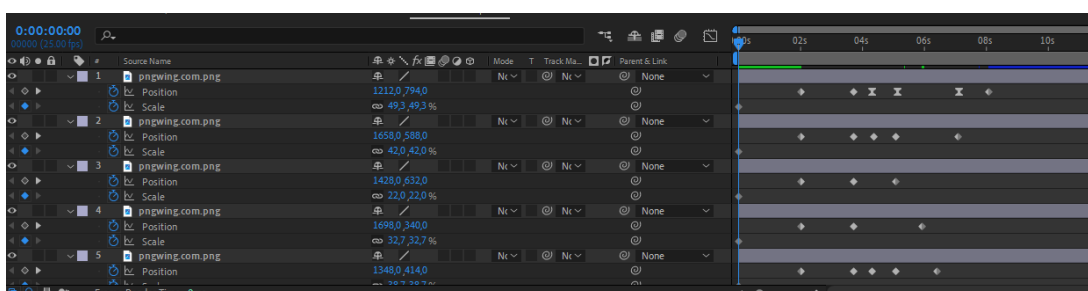 0:00:00:00
00000 (25.00 fps)
00s 02s 04s 06s 08s 10s
# Source Name Mode T Track Ma... Parent & Link
1 pngwing.com.png None
Position 1212,0,794,0
Scale 49,3,49,3%
2 pngwing.com.png None
Position 1658,0,588,0
Scale 42,0,42,0%
3 pngwing.com.png None
Position 1428,0,632,0
Scale 22,0,22,0%
4 pngwing.com.png None
Position 1698,0,340,0
Scale 32,7,32,7%
5 pngwing.com.png None
Position 1348,0,414,0